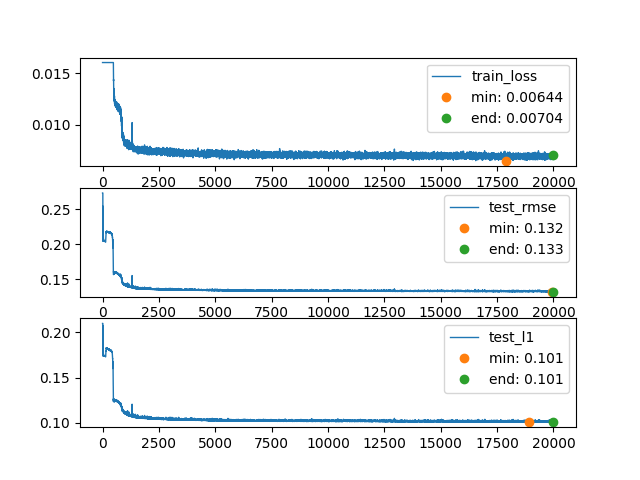 0.015
0.010
train_loss
min: 0.00644
end: 0.00704
0 2500 5000 7500 10000 12500 15000 17500 20000
0.25
0.20
0.15
test_rmse
min: 0.132
end: 0.133
0 2500 5000 7500 10000 12500 15000 17500 20000
0.20
0.15
0.10
test_l1
min: 0.101
end: 0.101
0 2500 5000 7500 10000 12500 15000 17500 20000